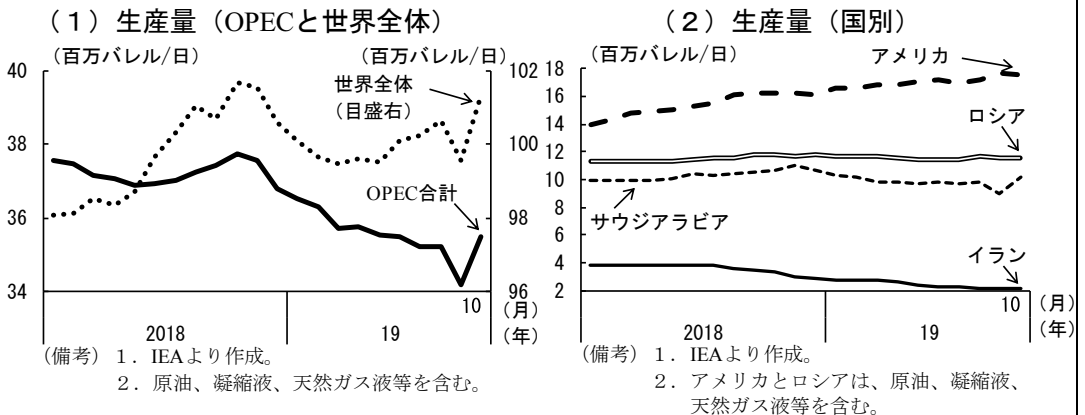 （１）生産量（OPECと世界全体）
（百万バレル/日）
（百万バレル/日）
40
38
36
34
102
100
98
96
世界全体
（目盛右）
OPEC合計
10
（月）
2018
19
（年）
（備考）１．IEAより作成。
２．原油、凝縮液、天然ガス液等を含む。
（２）生産量（国別）
（百万バレル/日）
18
16
14
12
10
8
6
4
2
アメリカ
ロシア
サウジアラビア
イラン
10
（月）
2018
19
（年）
（備考）１．IEAより作成。
２．アメリカとロシアは、原油、凝縮液、
天然ガス液等を含む。